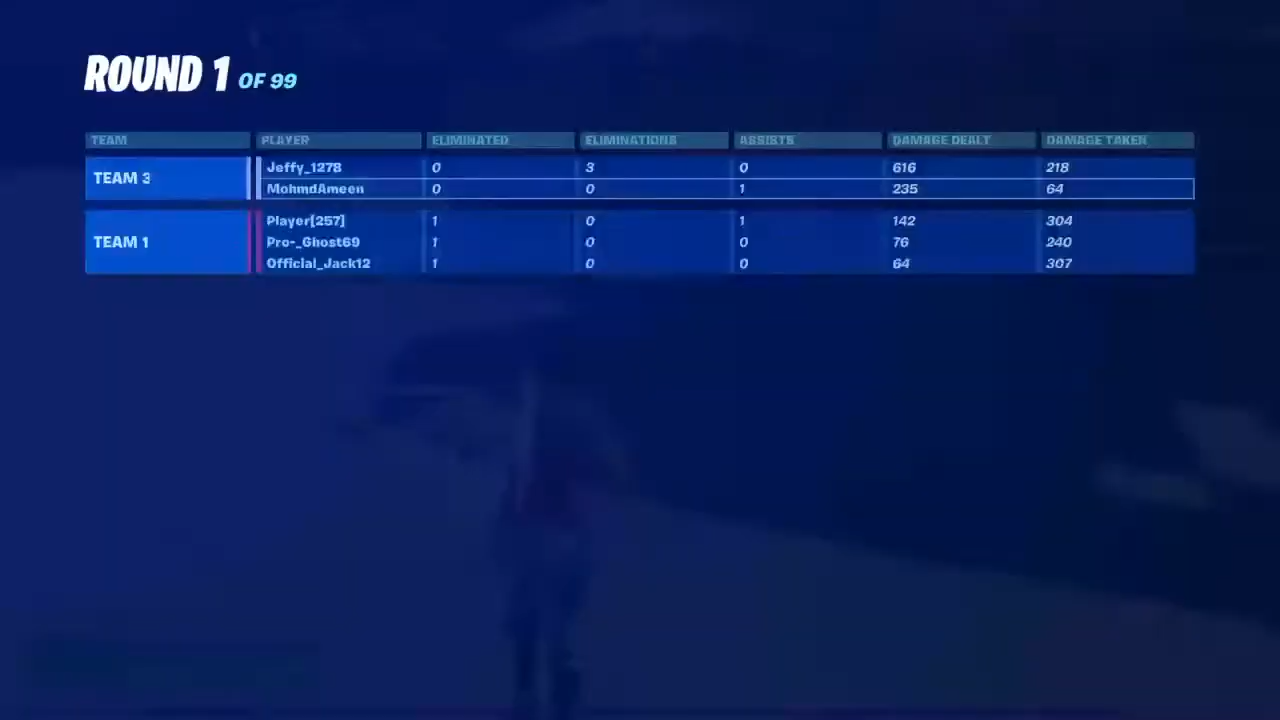 ROUND 1 OF 99
TEAM PLAYER ELIMINATED ELIMINATIONS ASSISTS DAMAGE DEALT DAMAGE TAKEN
TEAM 3
Jeffy_1278 0 3 0 616 218
MohmdAmeen 0 0 1 235 64
TEAM 1
Player[257] 1 0 1 142 304
Pro-_Ghost69 1 0 0 76 240
Official_Jack12 1 0 0 64 307